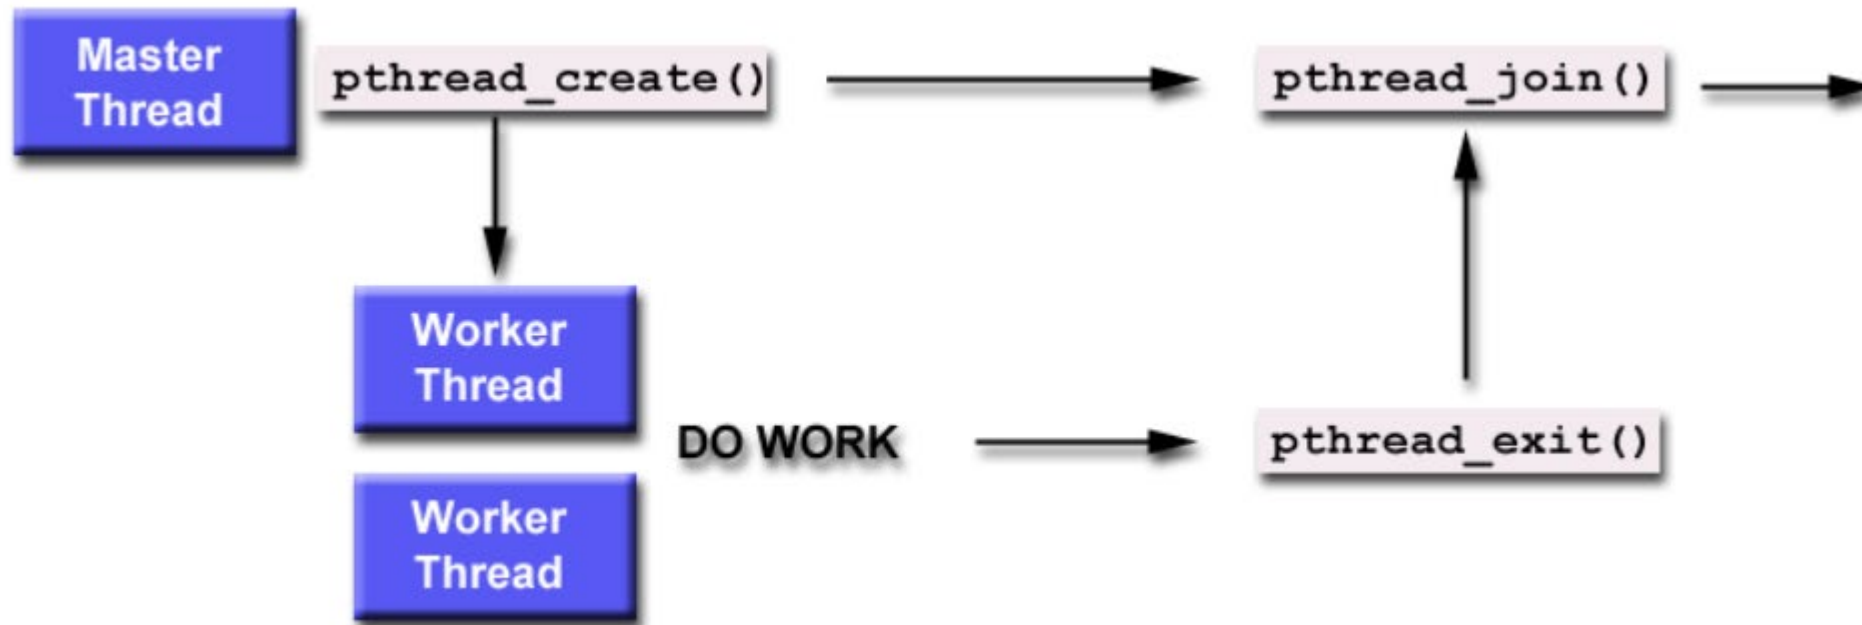 Master
Thread
pthread_create()
pthread_join()
Worker
Thread
DO WORK
pthread_exit()
Worker
Thread